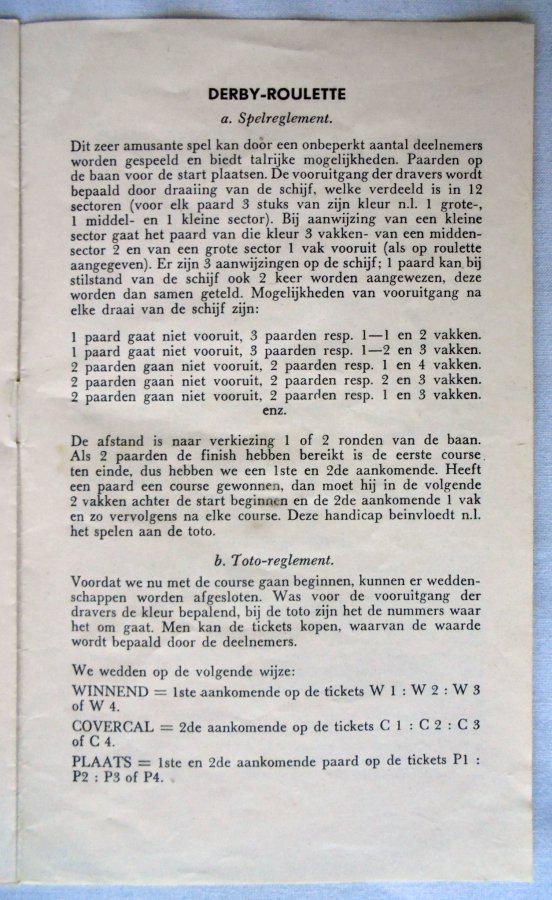 DERBY-ROULETTE
a. Spelreglement.
Dit zeer amusante spel kan door een onbeperkt aantal deelnemers
worden gespeeld en biedt talrijke mogelijkheden. Paarden op
de baan voor de start plaatsen. De vooruitgang der dravers wordt
bepaald door draaiing van de schijf, welke verdeeld is in 12
sectoren (voor elk paard 3 stuks van zijn kleur n.l. 1 grote-,
1 middel- en 1 kleine sector). Bij aanwijzing van een kleine
sector gaat het paard van die kleur 3 vakken- van een midden-
sector 2 en van een grote sector 1 vak vooruit (als op roulette
aangegeven). Er zijn 3 aanwijzingen op de schijf; 1 paard kan bij
stilstand van de schijf ook 2 keer worden aangewezen, deze
worden dan samen geteld. Mogelijkheden van vooruitgang na
elke draai van de schijf zijn:
1 paard gaat niet vooruit, 3 paarden resp. 1—1 en 2 vakken.
1 paard gaat niet vooruit, 3 paarden resp. 1—2 en 3 vakken.
2 paarden gaan niet vooruit, 2 paarden resp. 1 en 4 vakken.
2 paarden gaan niet vooruit, 2 paarden resp. 2 en 3 vakken.
2 paarden gaan niet vooruit, 2 paarden resp. 1 en 3 vakken.
enz.
De afstand is naar verkiezing 1 of 2 ronden van de baan.
Als 2 paarden de finish hebben bereikt is de eerste course
ten einde, dus hebben we een 1ste en 2de aankomende. Heeft
een paard een course gewonnen, dan moet hij in de volgende
2 vakken achter de start beginnen en de 2de aankomende 1 vak
en zo vervolgens na elke course. Deze handicap beinvloedt n.l.
het spelen aan de toto.
b. Toto-reglement.
Voordat we nu met de course gaan beginnen, kunnen er wedden-
schappen worden afgesloten. Was voor de vooruitgang der
dravers de kleur bepalend, bij de toto zijn het de nummers waar
het om gaat. Men kan de tickets kopen, waarvan de waarde
wordt bepaald door de deelnemers.
We wedden op de volgende wijze:
WINNEND = 1ste aankomende op de tickets W 1 : W 2 : W 3
of W 4.
COVERCAL = 2de aankomende op de tickets C 1 : C 2 : C 3
of C 4.
PLAATS = 1ste en 2de aankomende paard op de tickets P1 :
P2 : P3 of P4.